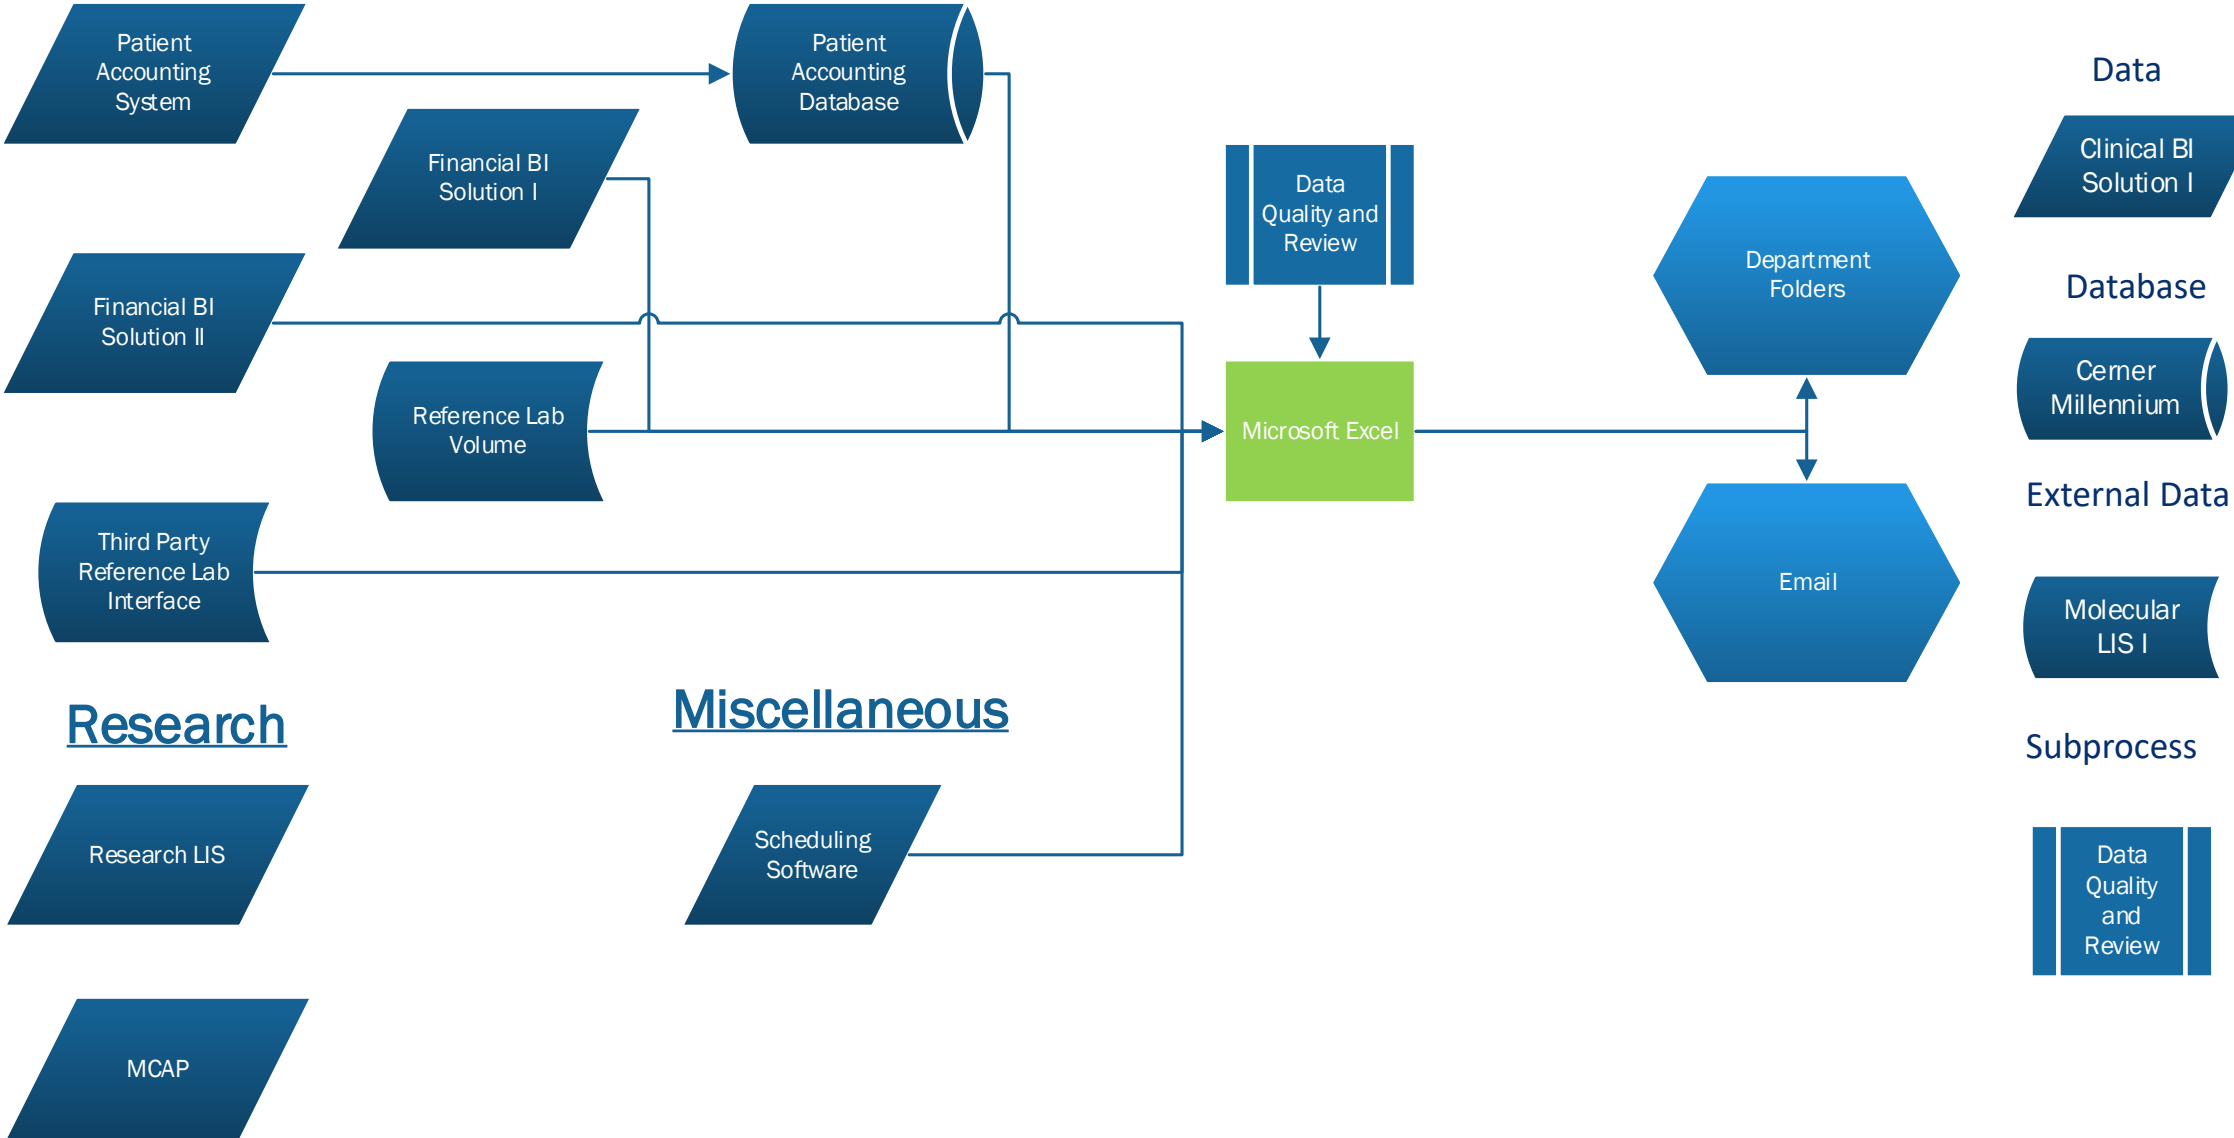 Patient
Accounting
System
Patient
Accounting
Database
Financial BI
Solution I
Financial BI
Solution II
Reference Lab
Volume
Third Party
Reference Lab
Interface
Data
Quality and
Review
Microsoft Excel
Department
Folders
Email
Research
Research LIS
MCAP
Miscellaneous
Scheduling
Software
Data
Clinical BI
Solution I
Database
Cerner
Millennium
External Data
Molecular
LIS I
Subprocess
Data
Quality
and
Review